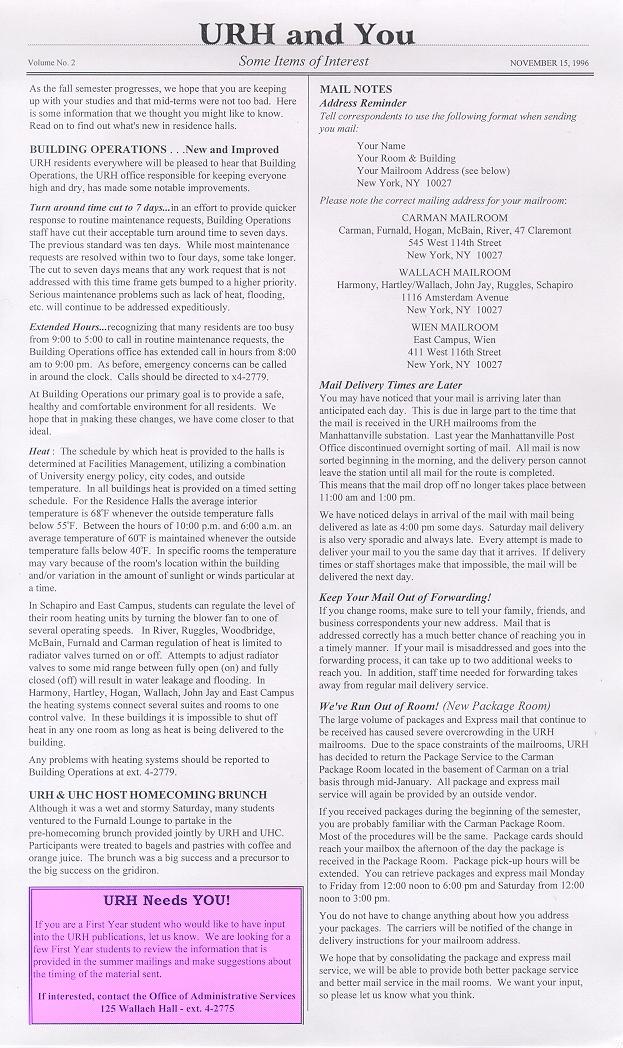 URH and You
Volume No. 2
Some Items of Interest
NOVEMBER 15, 1996
As the fall semester progresses, we hope that you are keeping
up with your studies and that mid-terms were not too bad. Here
is some information that we thought you might like to know.
Read on to find out what's new in residence halls.
BUILDING OPERATIONS . . .New and Improved
URH residents everywhere will be pleased to hear that Building
Operations, the URH office responsible for keeping everyone
high and dry, has made some notable improvements.
Turn around time cut to 7 days...in an effort to provide quicker
response to routine maintenance requests, Building Operations
staff have cut their acceptable turn around time to seven days.
The previous standard was ten days. While most maintenance
requests are resolved within two to four days, some take longer.
The cut to seven days means that any work request that is not
addressed with this time frame gets bumped to a higher priority.
Serious maintenance problems such as lack of heat, flooding,
etc. will continue to be addressed expeditiously.
Extended Hours...recognizing that many residents are too busy
from 9:00 to 5:00 to call in routine maintenance requests, the
Building Operations office has extended call in hours from 8:00
am to 9:00 pm. As before, emergency concerns can be called
in around the clock. Calls should be directed to x4-2779.
At Building Operations our primary goal is to provide a safe,
healthy and comfortable environment for all residents. We
hope that in making these changes, we have come closer to that
ideal.
Heat : The schedule by which heat is provided to the halls is
determined at Facilities Management, utilizing a combination
of University energy policy, city codes, and outside
temperature. In all buildings heat is provided on a timed setting
schedule. For the Residence Halls the average interior
temperature is 68°F whenever the outside temperature falls
below 55°F. Between the hours of 10:00 p.m. and 6:00 a.m. an
average temperature of 60°F is maintained whenever the outside
temperature falls below 40°F. In specific rooms the temperature
may vary because of the room's location within the building
and/or variation in the amount of sunlight or winds particular at
a time.
In Schapiro and East Campus, students can regulate the level of
their room heating units by turning the blower fan to one of
several operating speeds. In River, Ruggles, Woodbridge,
McBain, Furnald and Carman regulation of heat is limited to
radiator valves turned on or off. Attempts to adjust radiator
valves to some mid range between fully open (on) and fully
closed (off) will result in water leakage and flooding. In
Harmony, Hartley, Hogan, Wallach, John Jay and East Campus
the heating systems connect several suites and rooms to one
control valve. In these buildings it is impossible to shut off
heat in any one room as long as heat is being delivered to the
building.
Any problems with heating systems should be reported to
Building Operations at ext. 4-2779.
URH & UHC HOST HOMECOMING BRUNCH
Although it was a wet and stormy Saturday, many students
ventured to the Furnald Lounge to partake in the
pre-homecoming brunch provided jointly by URH and UHC.
Participants were treated to bagels and pastries with coffee and
orange juice. The brunch was a big success and a precursor to
the big success on the gridiron.
URH Needs YOU!
If you are a First Year student who would like to have input
into the URH publications, let us know. We are looking for a
few First Year students to review the information that is
provided in the summer mailings and make suggestions about
the timing of the material sent.
If interested, contact the Office of Administrative Services
125 Wallach Hall - ext. 4-2775
MAIL NOTES
Address Reminder
Tell correspondents to use the following format when sending
you mail:
Your Name
Your Room & Building
Your Mailroom Address (see below)
New York, NY 10027
Please note the correct mailing address for your mailroom:
CARMAN MAILROOM
Carman, Furnald, Hogan, McBain, River, 47 Claremont
545 West 114th Street
New York, NY 10027
WALLACH MAILROOM
Harmony, Hartley/Wallach, John Jay, Ruggles, Schapiro
1116 Amsterdam Avenue
New York, NY 10027
WIEN MAILROOM
East Campus, Wien
411 West 116th Street
New York, NY 10027
Mail Delivery Times are Later
You may have noticed that your mail is arriving later than
anticipated each day. This is due in large part to the time that
the mail is received in the URH mailrooms from the
Manhattanville substation. Last year the Manhattanville Post
Office discontinued overnight sorting of mail. All mail is now
sorted beginning in the morning, and the delivery person cannot
leave the station until all mail for the route is completed.
This means that the mail drop off no longer takes place between
11:00 am and 1:00 pm.
We have noticed delays in arrival of the mail with mail being
delivered as late as 4:00 pm some days. Saturday mail delivery
is also very sporadic and always late. Every attempt is made to
deliver your mail to you the same day that it arrives. If delivery
times or staff shortages make that impossible, the mail will be
delivered the next day.
Keep Your Mail Out of Forwarding!
If you change rooms, make sure to tell your family, friends, and
business correspondents your new address. Mail that is
addressed correctly has a much better chance of reaching you in
a timely manner. If your mail is misaddressed and goes into the
forwarding process, it can take up to two additional weeks to
reach you. In addition, staff time needed for forwarding takes
away from regular mail delivery service.
We've Run Out of Room! (New Package Room)
The large volume of packages and Express mail that continue to
be received has caused severe overcrowding in the URH
mailrooms. Due to the space constraints of the mailrooms, URH
has decided to return the Package Service to the Carman
Package Room located in the basement of Carman on a trial
basis through mid-January. All package and express mail
service will again be provided by an outside vendor.
If you received packages during the beginning of the semester,
you are probably familiar with the Carman Package Room.
Most of the procedures will be the same. Package cards should
reach your mailbox the afternoon of the day the package is
received in the Package Room. Package pick-up hours will be
extended. You can retrieve packages and express mail Monday
to Friday from 12:00 noon to 6:00 pm and Saturday from 12:00
noon to 3:00 pm.
You do not have to change anything about how you address
your packages. The carriers will be notified of the change in
delivery instructions for your mailroom address.
We hope that by consolidating the package and express mail
service, we will be able to provide both better package service
and better mail service in the mail rooms. We want your input,
so please let us know what you think.